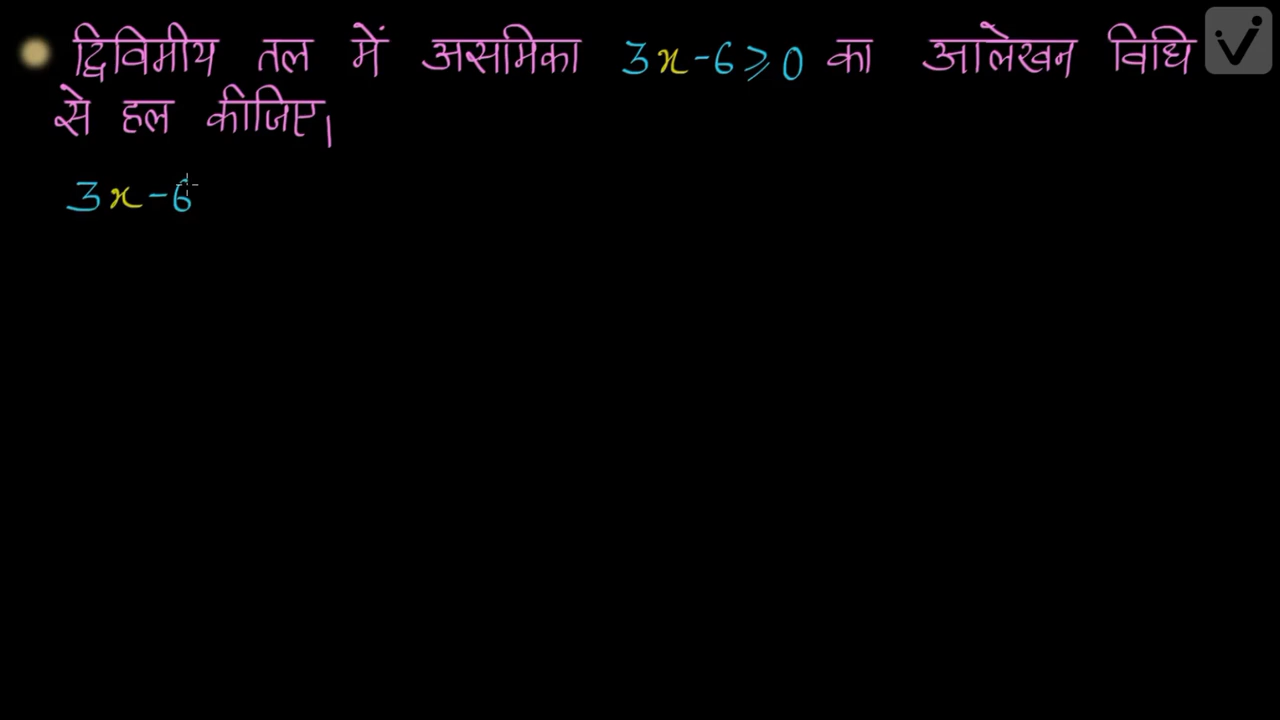 द्विविमीय तल में असमिका 3x-6≥0 का आलेखन विधि
से हल कीजिए।
3x-6